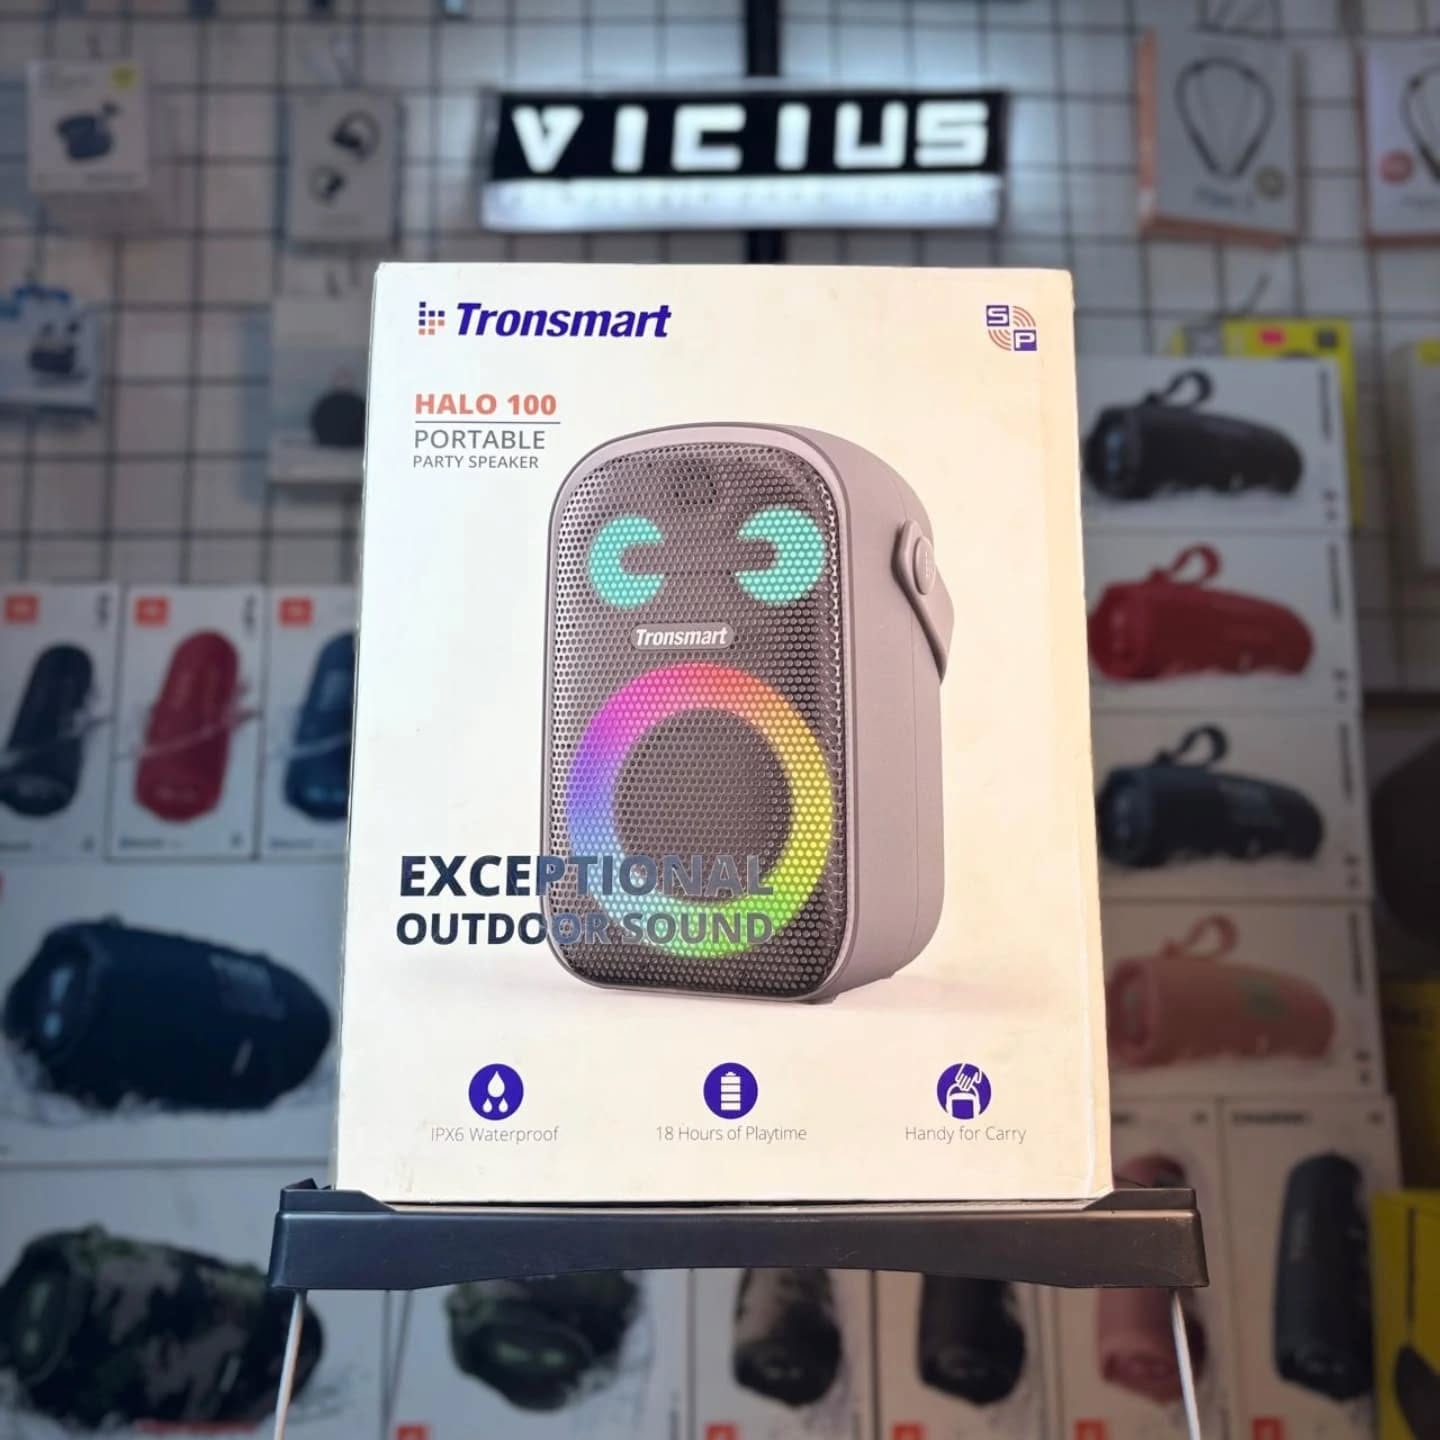 VICIUS
Tronsmart
SP
HALO 100
PORTABLE
PARTY SPEAKER
Tronsmart
EXCEPTIONAL
OUTDOOR SOUND
IPX6 Waterproof
18 Hours of Playtime
Handy for Carry